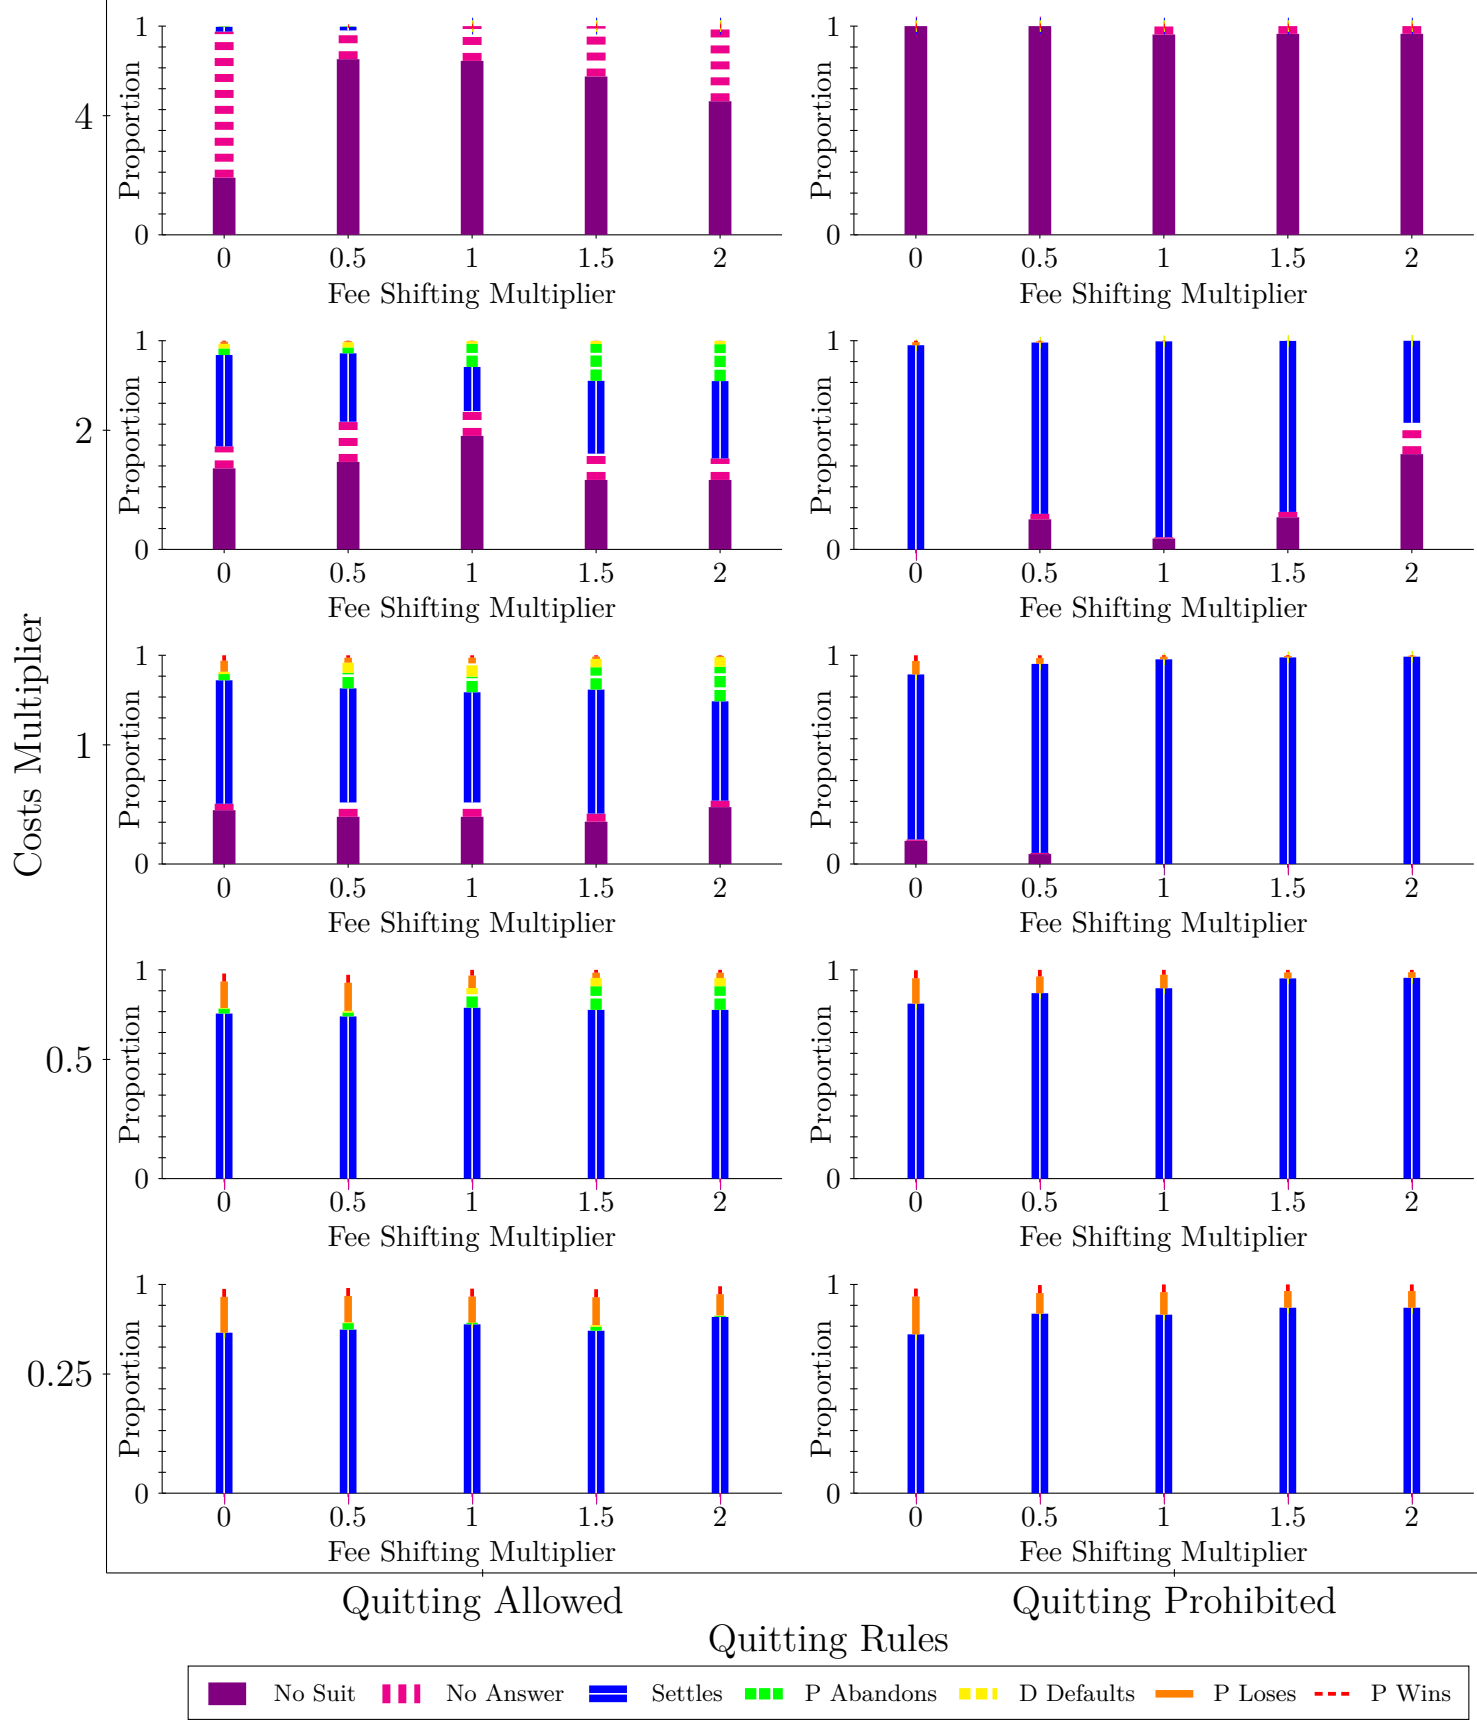 Costs Multiplier
4
Proportion
1
0
0 0.5 1 1.5 2
Fee Shifting Multiplier
Proportion
1
0
0 0.5 1 1.5 2
Fee Shifting Multiplier
2
Proportion
1
0
0 0.5 1 1.5 2
Fee Shifting Multiplier
Proportion
1
0
0 0.5 1 1.5 2
Fee Shifting Multiplier
1
Proportion
1
0
0 0.5 1 1.5 2
Fee Shifting Multiplier
Proportion
1
0
0 0.5 1 1.5 2
Fee Shifting Multiplier
0.5
Proportion
1
0
0 0.5 1 1.5 2
Fee Shifting Multiplier
Proportion
1
0
0 0.5 1 1.5 2
Fee Shifting Multiplier
0.25
Proportion
1
0
0 0.5 1 1.5 2
Fee Shifting Multiplier
Proportion
1
0
0 0.5 1 1.5 2
Fee Shifting Multiplier
Quitting Allowed Quitting Prohibited
Quitting Rules
No Suit No Answer Settles P Abandons D Defaults P Loses P Wins